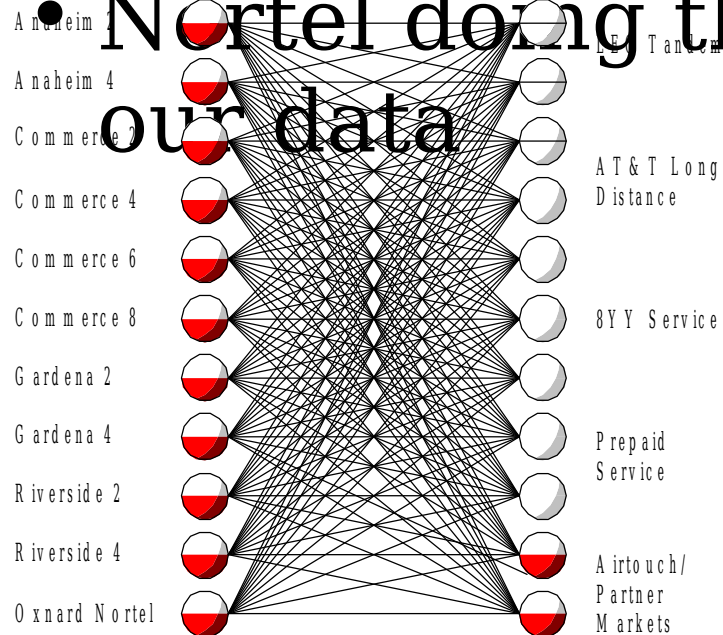 • Nortel doing th
our data
Anaheim 2
Anaheim 4
Commerce 2
Commerce 4
Commerce 6
Commerce 8
Gardena 2
Gardena 4
Riverside 2
Riverside 4
Oxnard Nortel
LEC Tandem
AT&T Long
Distance
8YY Service
Prepaid
Service
Airtouch/
Partner
Markets